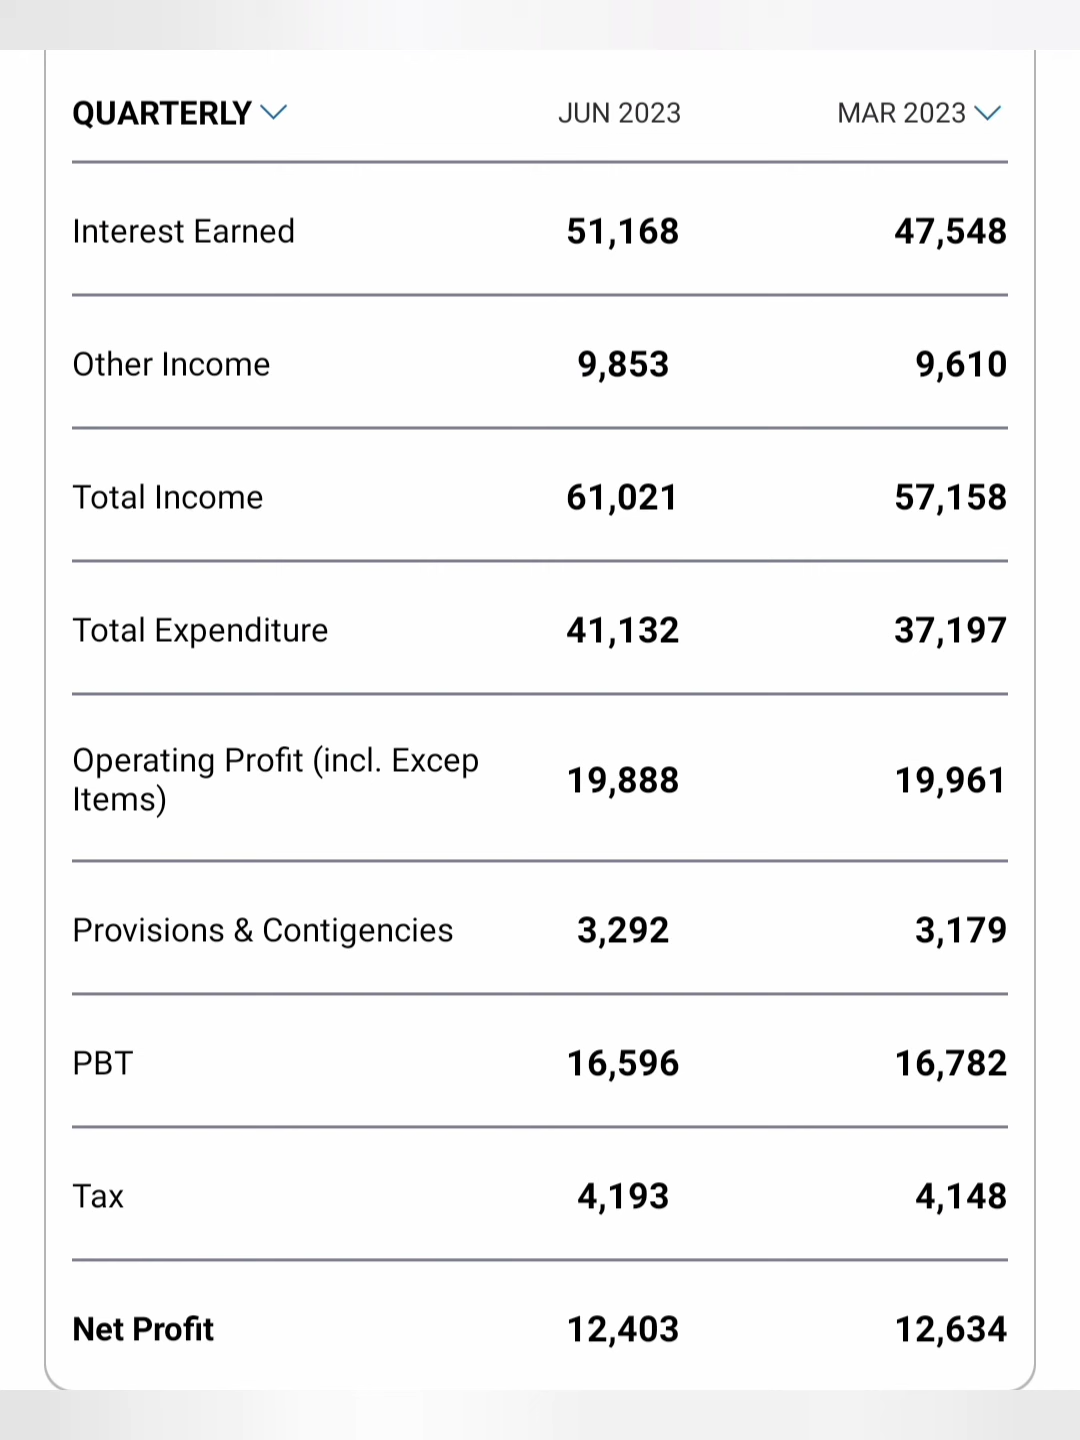 QUARTERLY JUN 2023 MAR 2023
Interest Earned 51,168 47,548
Other Income 9,853 9,610
Total Income 61,021 57,158
Total Expenditure 41,132 37,197
Operating Profit (incl. Excep
Items) 19,888 19,961
Provisions & Contigencies 3,292 3,179
PBT 16,596 16,782
Tax 4,193 4,148
Net Profit 12,403 12,634